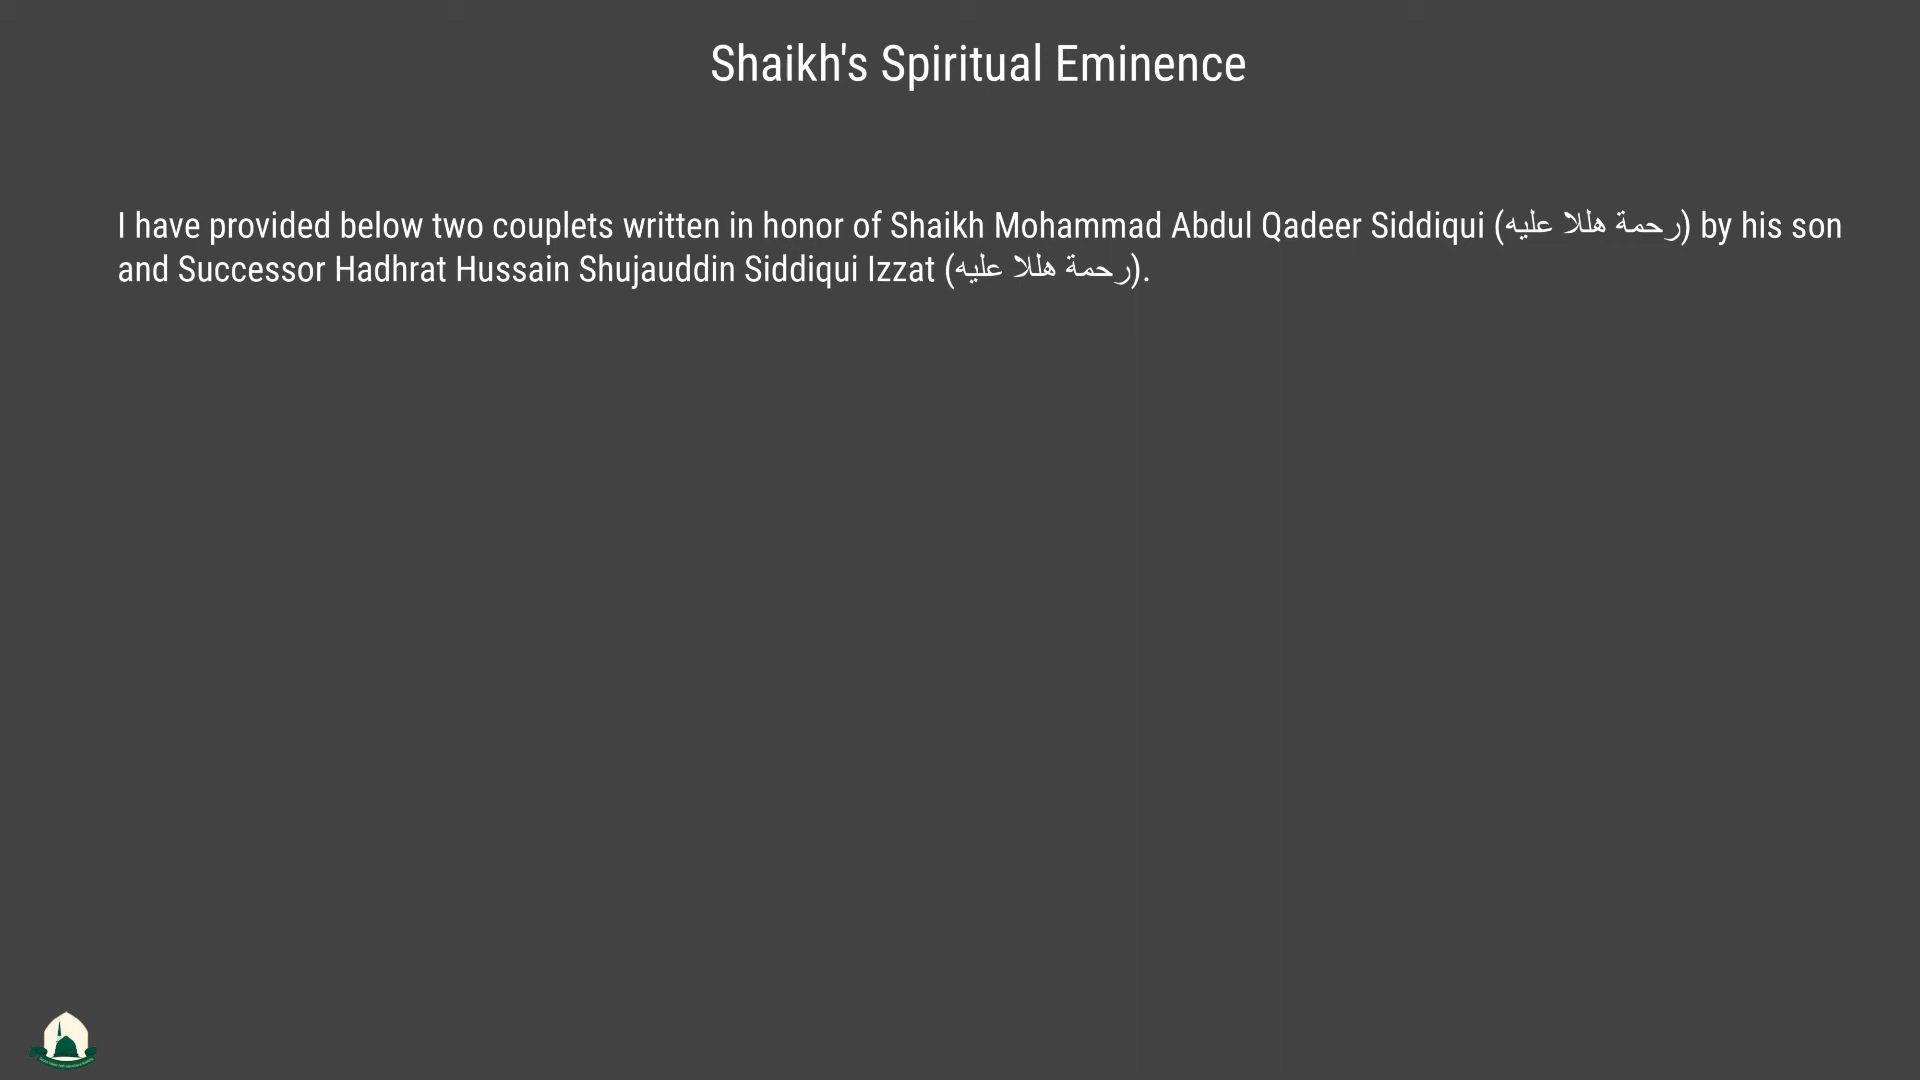 Shaikh's Spiritual Eminence
I have provided below two couplets written in honor of Shaikh Mohammad Abdul Qadeer Siddiqui (رحمة هللا عليه) by his son
and Successor Hadhrat Hussain Shujauddin Siddiqui Izzat (رحمة هللا عليه).